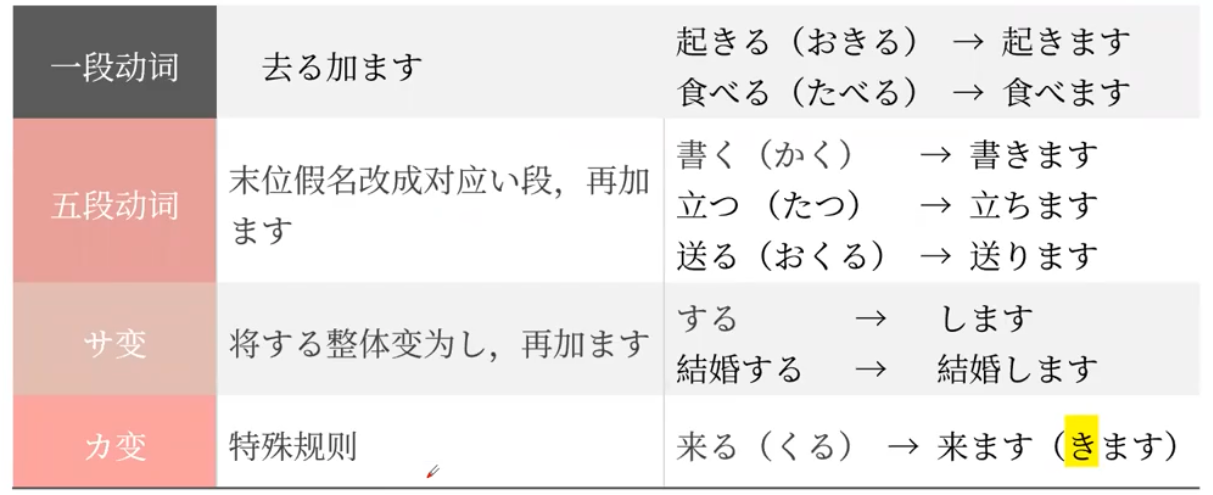 一段动词
去る加ます
起きる（おきる） → 起きます
食べる（たべる） → 食べます
五段动词
末位假名改成对应い段，再加
ます
書く（かく） → 書きます
立つ （たつ） → 立ちます
送る（おくる） → 送ります
サ变
将する整体变为し，再加ます
する → します
結婚する → 結婚します
カ变
特殊规则
来る（くる） → 来ます（きます）